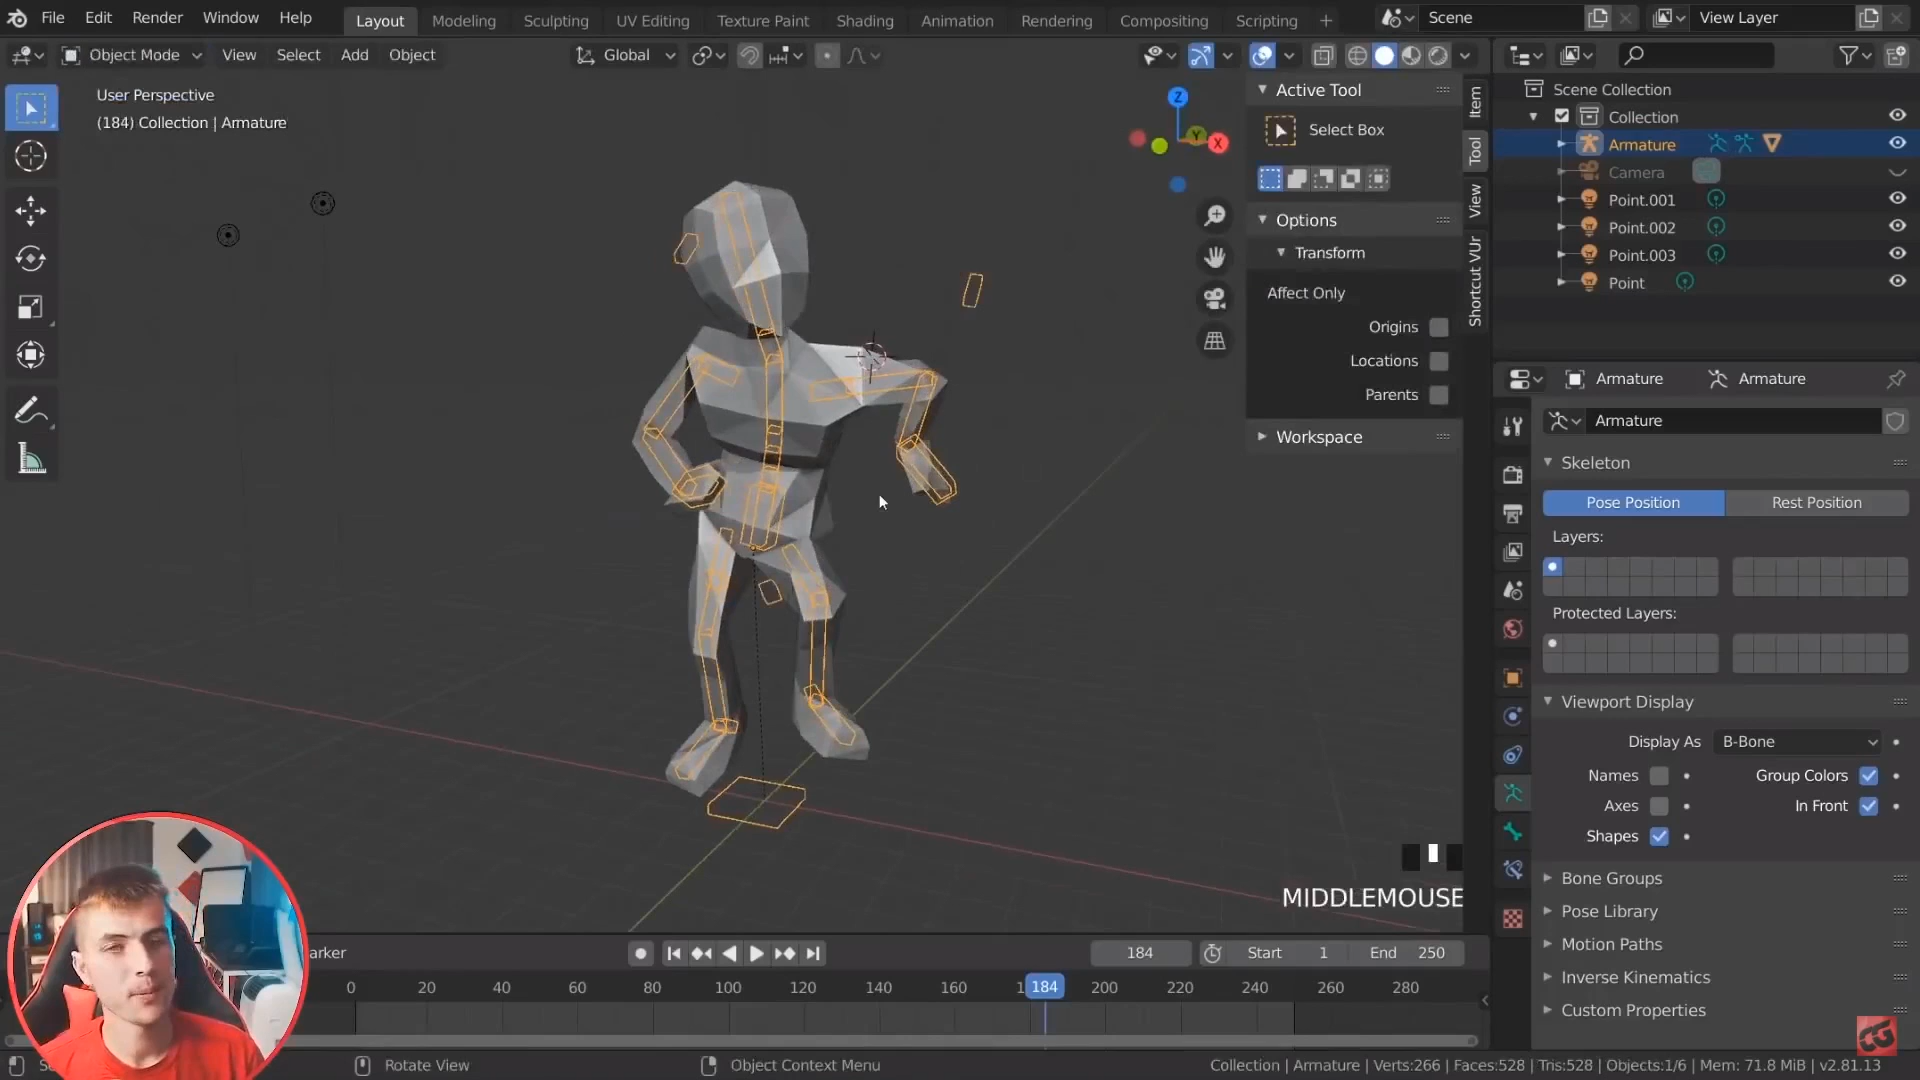 File Edit Render Window Help Layout Modeling Sculpting UV Editing Texture Paint Shading Animation Rendering Compositing Scripting + Scene View Layer
Object Mode View Select Add Object Global
User Perspective
(184) Collection | Armature
Z
Y
X
Active Tool
Select Box
Options
Transform
Affect Only
Origins
Locations
Parents
Workspace
Item
Tool
View
Shortcut VUr
Scene Collection
Collection
Armature
Camera
Point.001
Point.002
Point.003
Point
Armature Armature
Armature
Skeleton
Pose Position Rest Position
Layers:
Protected Layers:
Viewport Display
Display As B-Bone
Names Group Colors
Axes In Front
Shapes
Bone Groups
Pose Library
Motion Paths
Inverse Kinematics
Custom Properties
MIDDLEMOUSE
arker 184 Start 1 End 250
0 20 40 60 80 100 120 140 160 1 184 200 220 240 260 280
Rotate View Object Context Menu Collection | Armature | Verts:266 | Faces:528 | Tris:528 | Objects:1/6 | Mem: 71.8 MiB | v2.81.13
CG